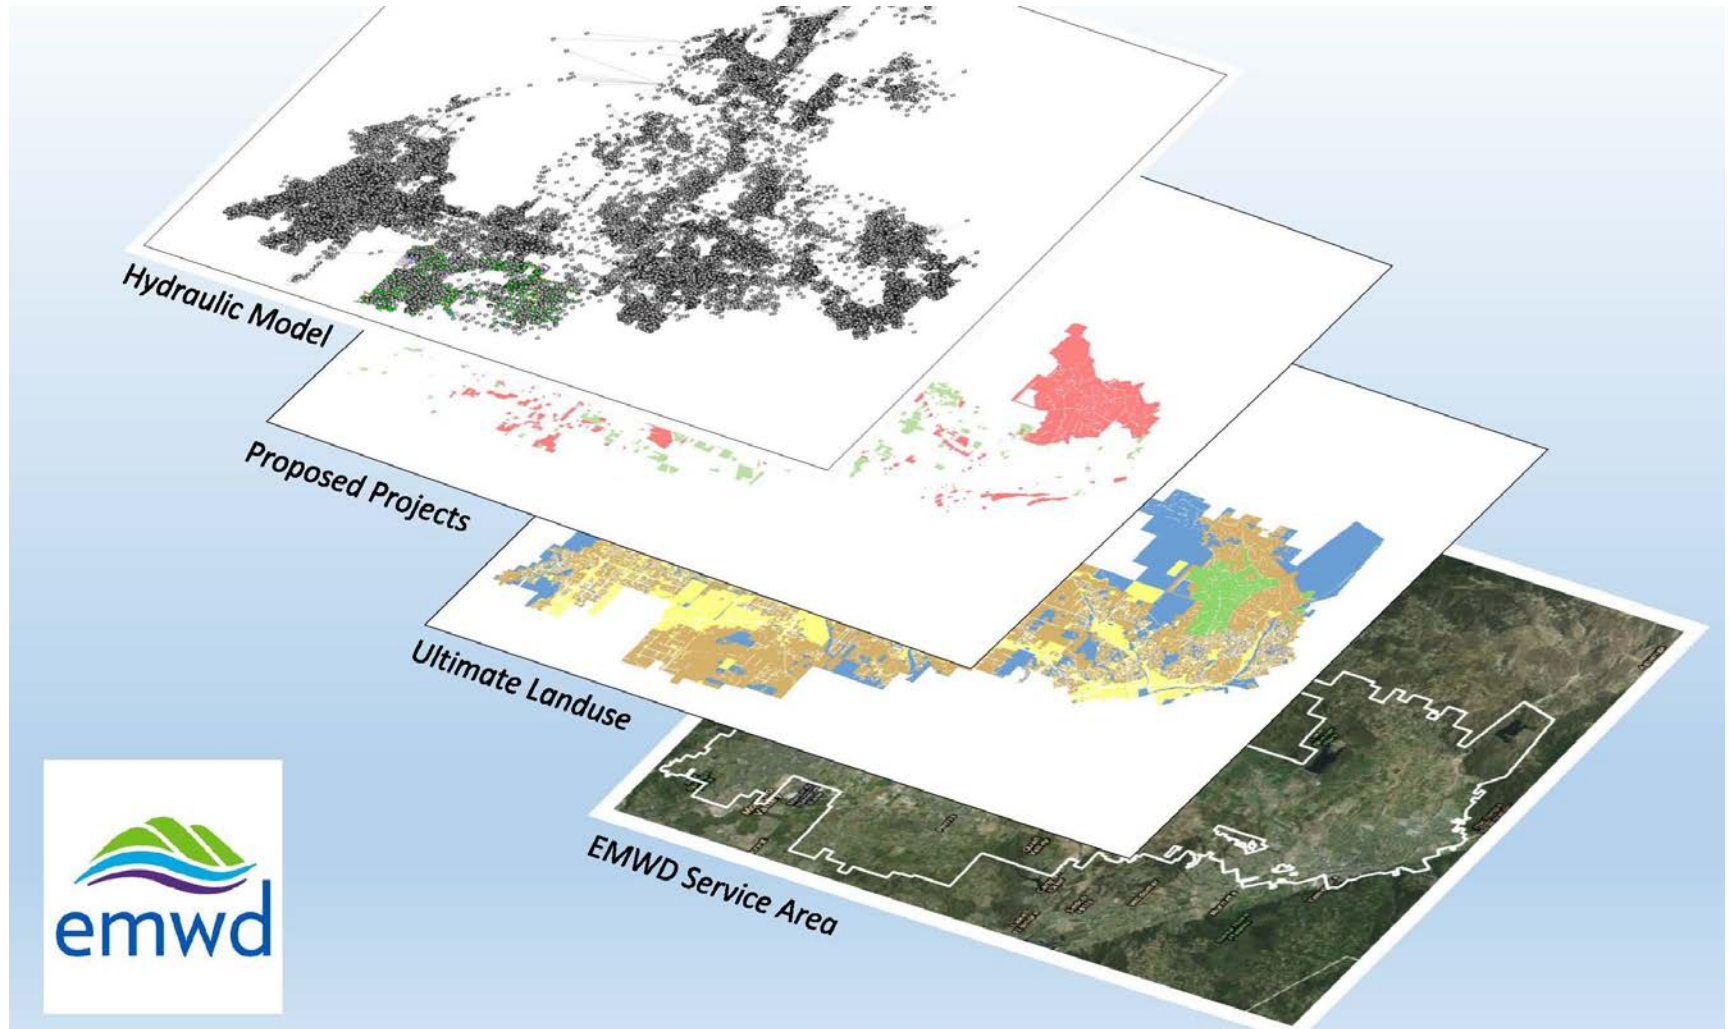 Hydraulic Model
Proposed Projects
Ultimate Landuse
EMWD Service Area
emwd